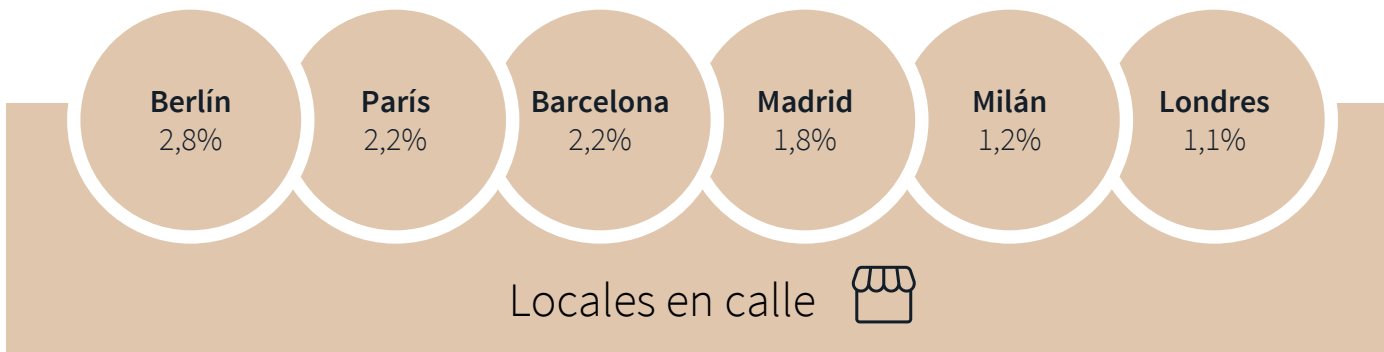 Berlín
2,8%
París
2,2%
Barcelona
2,2%
Madrid
1,8%
Milán
1,2%
Londres
1,1%
Locales en calle